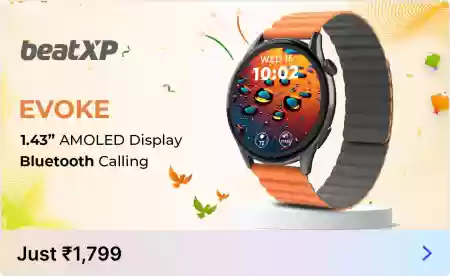 beatXP
EVOKE
1.43” AMOLED Display
Bluetooth Calling
WED 16
10:02
Just ₹1,799